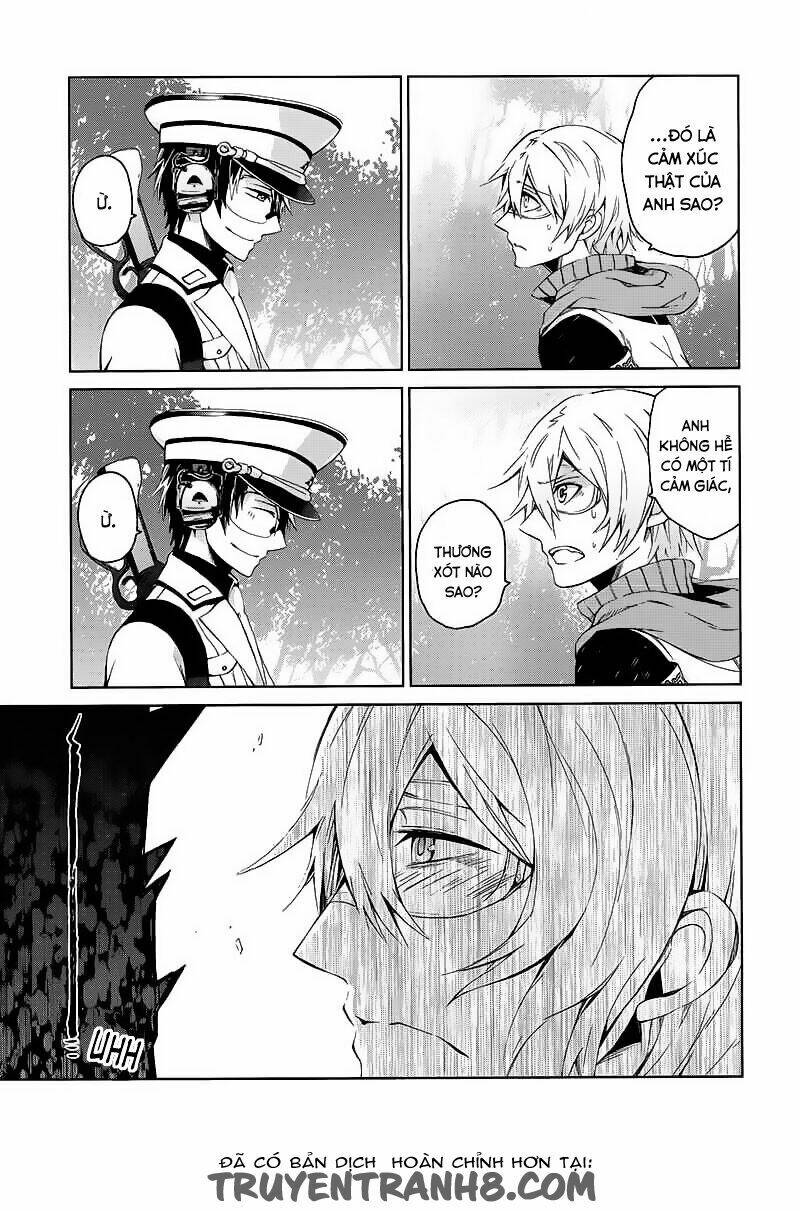 ...ĐÓ LÀ
CẢM XÚC
THẬT CỦA
ANH SAO?
Ừ.
ANH
KHÔNG HỀ
CÓ MỘT TÍ
CẢM GIÁC,
THƯƠNG
XÓT NÀO
SAO?
Ừ.
UHH
ĐÃ CÓ BẢN DỊCH HOÀN CHỈNH HƠN TẠI:
TRUYENTRANH8.COM